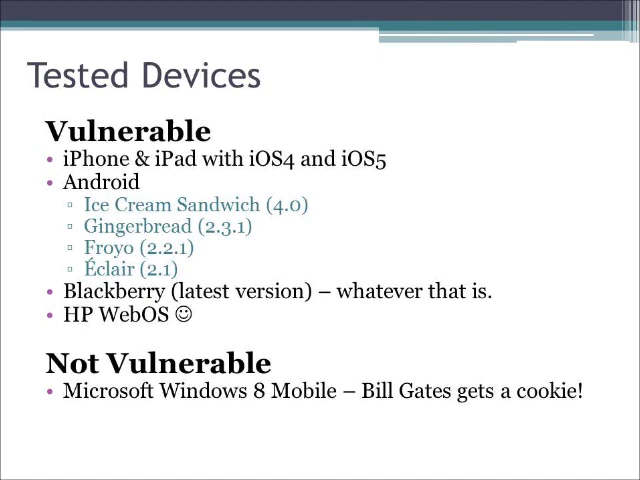 Tested Devices
Vulnerable
• iPhone & iPad with iOS4 and iOS5
• Android
▫ Ice Cream Sandwich (4.0)
▫ Gingerbread (2.3.1)
▫ Froyo (2.2.1)
▫ Éclair (2.1)
• Blackberry (latest version) – whatever that is.
• HP WebOS ☺
Not Vulnerable
• Microsoft Windows 8 Mobile – Bill Gates gets a cookie!